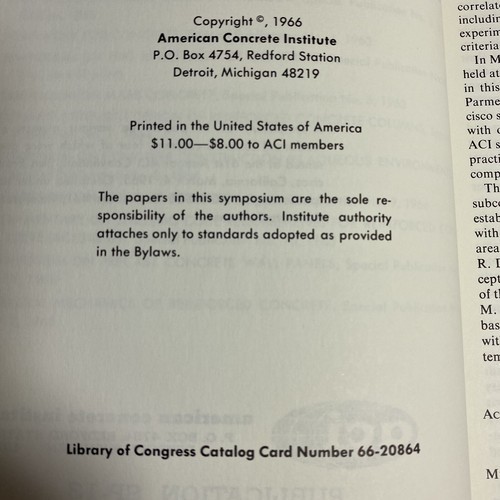 Copyright ©, 1966
American Concrete Institute
P.O. Box 4754, Redford Station
Detroit, Michigan 48219
Printed in the United States of America
$11.00—$8.00 to ACI members
The papers in this symposium are the sole re-
sponsibility of the authors. Institute authority
attaches only to standards adopted as provided
in the Bylaws.
Library of Congress Catalog Card Number 66-20864
correlat
includin
experim
criteria
In M
held at
in this
Parme
cisco s
with c
ACI s
practi
comp
Th
subco
estab
with
area
R. D
cept
of th
M.
bas
wit
tem
Ac
M